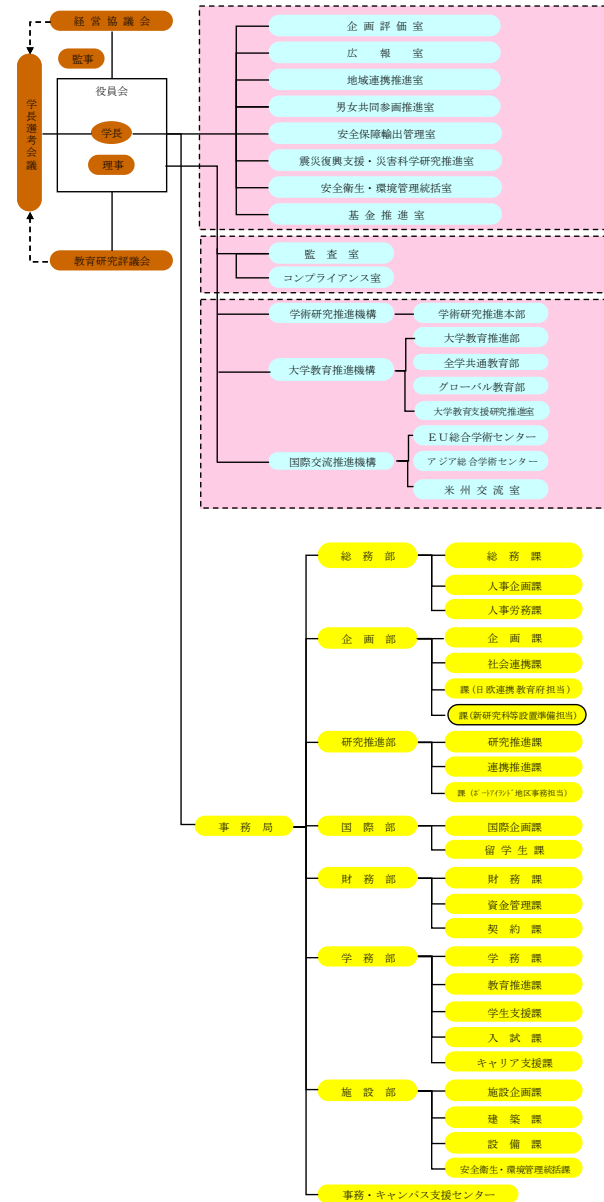 経営協議会
監事
役員会
学長選考会議
学長
理事
教育研究評議会
企画評価室
広報室
地域連携推進室
男女共同参画推進室
安全保障輸出管理室
震災復興支援・災害科学研究推進室
安全衛生・環境管理統括室
基金推進室
監査室
コンプライアンス室
学術研究推進機構
学術研究推進本部
大学教育推進機構
大学教育推進部
全学共通教育部
グローバル教育部
大学教育支援研究推進室
国際交流推進機構
EU総合学術センター
アジア総合学術センター
米州交流室
事務局
総務部
総務課
人事企画課
人事労務課
企画部
企画課
社会連携課
課(日欧連携教育府担当)
課(新研究科等設置準備担当)
研究推進部
研究推進課
連携推進課
課(ﾎﾟｰﾄｱｲﾗﾝﾄﾞ地区事務担当)
国際部
国際企画課
留学生課
財務部
財務課
資金管理課
契約課
学務部
学務課
教育推進課
学生支援課
入試課
キャリア支援課
施設部
施設企画課
建築課
設備課
安全衛生・環境管理統括課
事務・キャンパス支援センター